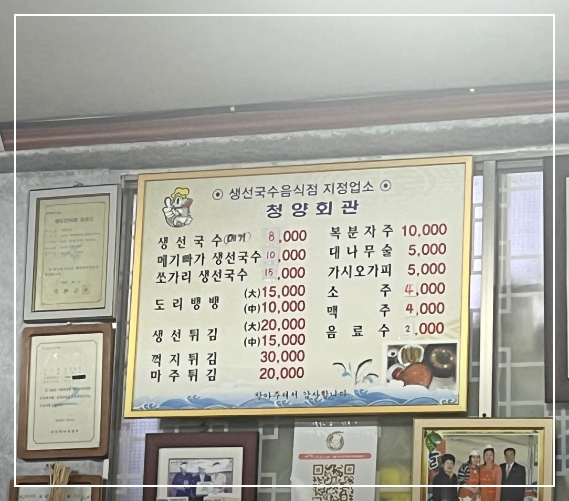 ⊙ 생선국수음식점 지정업소 ⊙
청양회관
생선국수(메기) 8,000
메기빠가 생선국수 10,000
쏘가리 생선국수 15,000
도리뱅뱅 (大)15,000
(中)10,000
생선튀김 (大)20,000
(中)15,000
꺽지튀김 30,000
마주튀김 20,000
복분자주 10,000
대나무술 5,000
가시오가피 5,000
소주 4,000
맥주 4,000
음료수 2,000
찾아주셔서 감사합니다